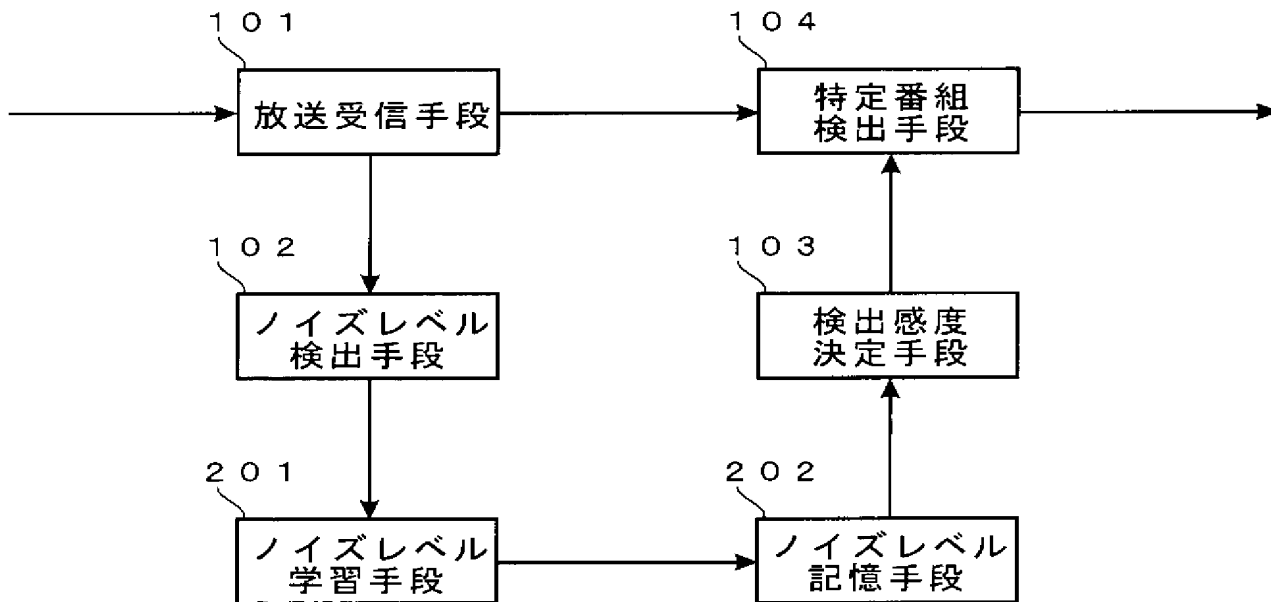 １０１
放送受信手段
１０４
特定番組
検出手段
１０２
ノイズレベル
検出手段
１０３
検出感度
決定手段
２０１
ノイズレベル
学習手段
２０２
ノイズレベル
記憶手段